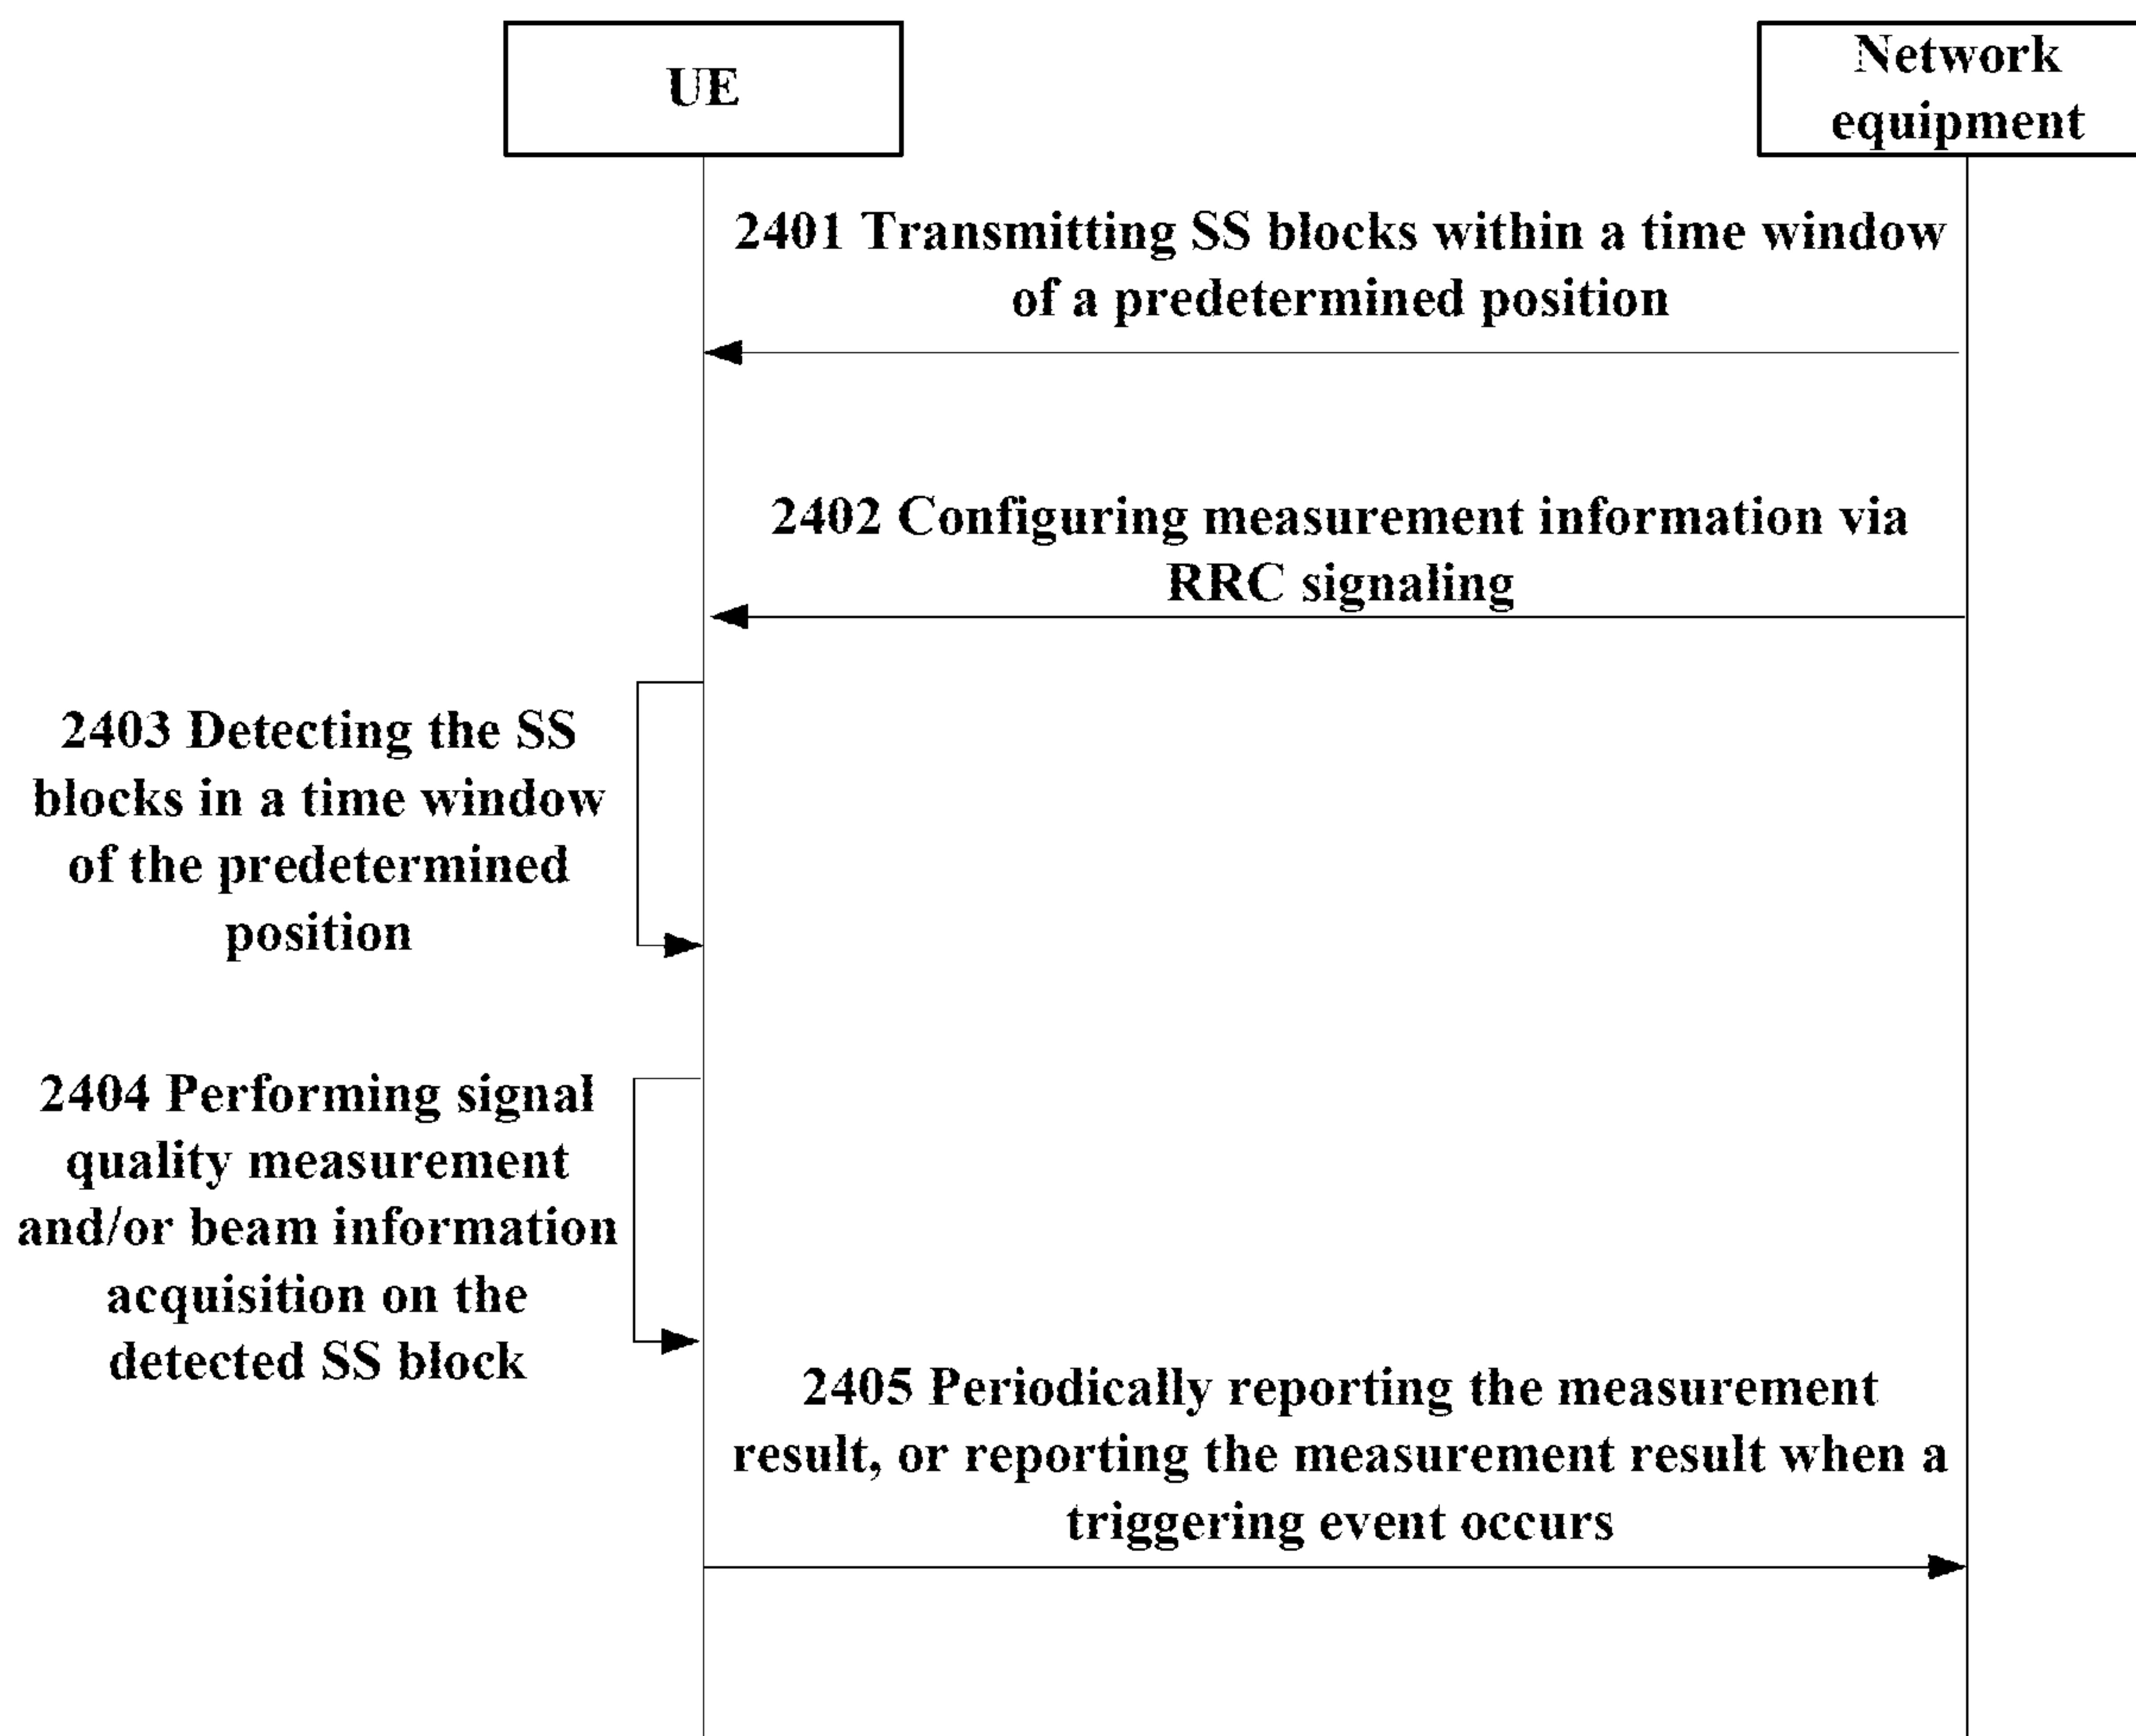 UE
Network
equipment
2401 Transmitting SS blocks within a time window
of a predetermined position
2402 Configuring measurement information via
RRC signaling
2403 Detecting the SS
blocks in a time window
of the predetermined
position
2404 Performing signal
quality measurement
and/or beam information
acquisition on the
detected SS block
2405 Periodically reporting the measurement
result, or reporting the measurement result when a
triggering event occurs